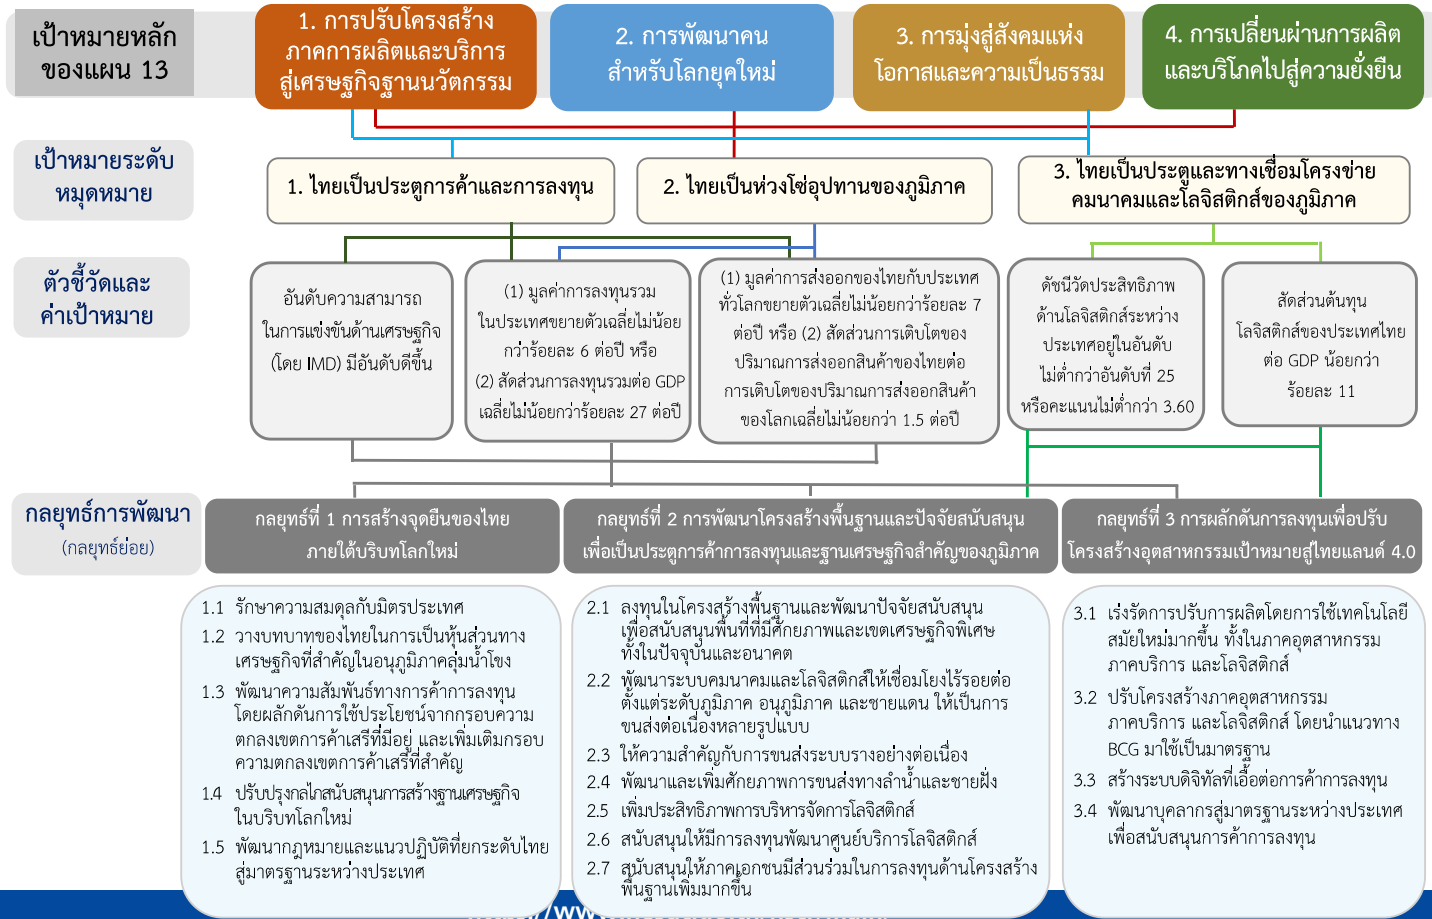 เป้าหมายหลัก
ของแผน 13
1. การปรับโครงสร้าง
ภาคการผลิตและบริการ
สู่เศรษฐกิจฐานนวัตกรรม
2. การพัฒนาคน
สำหรับโลกยุคใหม่
3. การมุ่งสู่สังคมแห่ง
โอกาสและความเป็นธรรม
4. การเปลี่ยนผ่านการผลิต
และบริโภคไปสู่ความยั่งยืน
เป้าหมายระดับ
หมุดหมาย
1. ไทยเป็นประตูการค้าและการลงทุน
2. ไทยเป็นห่วงโซ่อุปทานของภูมิภาค
3. ไทยเป็นประตูและทางเชื่อมโครงข่าย
คมนาคมและโลจิสติกส์ของภูมิภาค
ตัวชี้วัดและ
ค่าเป้าหมาย
อันดับความสามารถ
ในการแข่งขันด้านเศรษฐกิจ
(โดย IMD) มีอันดับดีขึ้น
(1) มูลค่าการลงทุนรวม
ในประเทศขยายตัวเฉลี่ยไม่น้อย
กว่าร้อยละ 6 ต่อปี หรือ
(2) สัดส่วนการลงทุนรวมต่อ GDP
เฉลี่ยไม่น้อยกว่าร้อยละ 27 ต่อปี
(1) มูลค่าการส่งออกของไทยกับประเทศ
ทั่วโลกขยายตัวเฉลี่ยไม่น้อยกว่าร้อยละ 7
ต่อปี หรือ (2) สัดส่วนการเติบโตของ
ปริมาณการส่งออกสินค้าของไทยต่อ
การเติบโตของปริมาณการส่งออกสินค้า
ของโลกเฉลี่ยไม่น้อยกว่า 1.5 ต่อปี
ดัชนีวัดประสิทธิภาพ
ด้านโลจิสติกส์ระหว่าง
ประเทศอยู่ในอันดับ
ไม่ต่ำกว่าอันดับที่ 25
หรือคะแนนไม่ต่ำกว่า 3.60
สัดส่วนต้นทุน
โลจิสติกส์ของประเทศไทย
ต่อ GDP น้อยกว่า
ร้อยละ 11
กลยุทธ์การพัฒนา
(กลยุทธ์ย่อย)
กลยุทธ์ที่ 1 การสร้างจุดยืนของไทย
ภายใต้บริบทโลกใหม่
กลยุทธ์ที่ 2 การพัฒนาโครงสร้างพื้นฐานและปัจจัยสนับสนุน
เพื่อเป็นประตูการค้าการลงทุนและฐานเศรษฐกิจสำคัญของภูมิภาค
กลยุทธ์ที่ 3 การผลักดันการลงทุนเพื่อปรับ
โครงสร้างอุตสาหกรรมเป้าหมายสู่ไทยแลนด์ 4.0
1.1 รักษาความสมดุลกับมิตรประเทศ
1.2 วางบทบาทของไทยในการเป็นหุ้นส่วนทาง
เศรษฐกิจที่สำคัญในอนุภูมิภาคลุ่มน้ำโขง
1.3 พัฒนาความสัมพันธ์ทางการค้าการลงทุน
โดยผลักดันการใช้ประโยชน์จากกรอบความ
ตกลงเขตการค้าเสรีที่มีอยู่ และเพิ่มเติมกรอบ
ความตกลงเขตการค้าเสรีที่สำคัญ
1.4 ปรับปรุงกลไกสนับสนุนการสร้างฐานเศรษฐกิจ
ในบริบทโลกใหม่
1.5 พัฒนากฎหมายและแนวปฏิบัติที่ยกระดับไทย
สู่มาตรฐานระหว่างประเทศ
2.1 ลงทุนในโครงสร้างพื้นฐานและพัฒนาปัจจัยสนับสนุน
เพื่อสนับสนุนพื้นที่ที่มีศักยภาพและเขตเศรษฐกิจพิเศษ
ทั้งในปัจจุบันและอนาคต
2.2 พัฒนาระบบคมนาคมและโลจิสติกส์ให้เชื่อมโยงไร้รอยต่อ
ตั้งแต่ระดับภูมิภาค อนุภูมิภาค และชายแดน ให้เป็นการ
ขนส่งต่อเนื่องหลายรูปแบบ
2.3 ให้ความสำคัญกับการขนส่งระบบรางอย่างต่อเนื่อง
2.4 พัฒนาและเพิ่มศักยภาพการขนส่งทางลำน้ำและชายฝั่ง
2.5 เพิ่มประสิทธิภาพการบริหารจัดการโลจิสติกส์
2.6 สนับสนุนให้มีการลงทุนพัฒนาศูนย์บริการโลจิสติกส์
2.7 สนับสนุนให้ภาคเอกชนมีส่วนร่วมในการลงทุนด้านโครงสร้าง
พื้นฐานเพิ่มมากขึ้น
3.1 เร่งรัดการปรับการผลิตโดยการใช้เทคโนโลยี
สมัยใหม่มากขึ้น ทั้งในภาคอุตสาหกรรม
ภาคบริการ และโลจิสติกส์
3.2 ปรับโครงสร้างภาคอุตสาหกรรม
ภาคบริการ และโลจิสติกส์ โดยนำแนวทาง
BCG มาใช้เป็นมาตรฐาน
3.3 สร้างระบบดิจิทัลที่เอื้อต่อการค้าการลงทุน
3.4 พัฒนาบุคลากรสู่มาตรฐานระหว่างประเทศ
เพื่อสนับสนุนการค้าการลงทุน